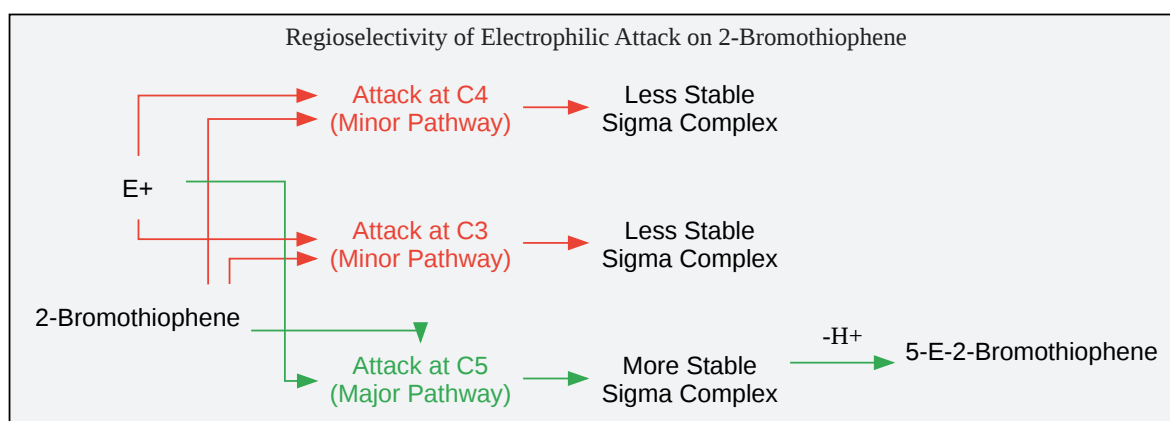 Regioselectivity of Electrophilic Attack on 2-Bromothiophene
Attack at C4
(Minor Pathway)
Less Stable
Sigma Complex
E+
Attack at C3
(Minor Pathway)
Less Stable
Sigma Complex
2-Bromothiophene
Attack at C5
(Major Pathway)
More Stable
Sigma Complex
-H+
5-E-2-Bromothiophene